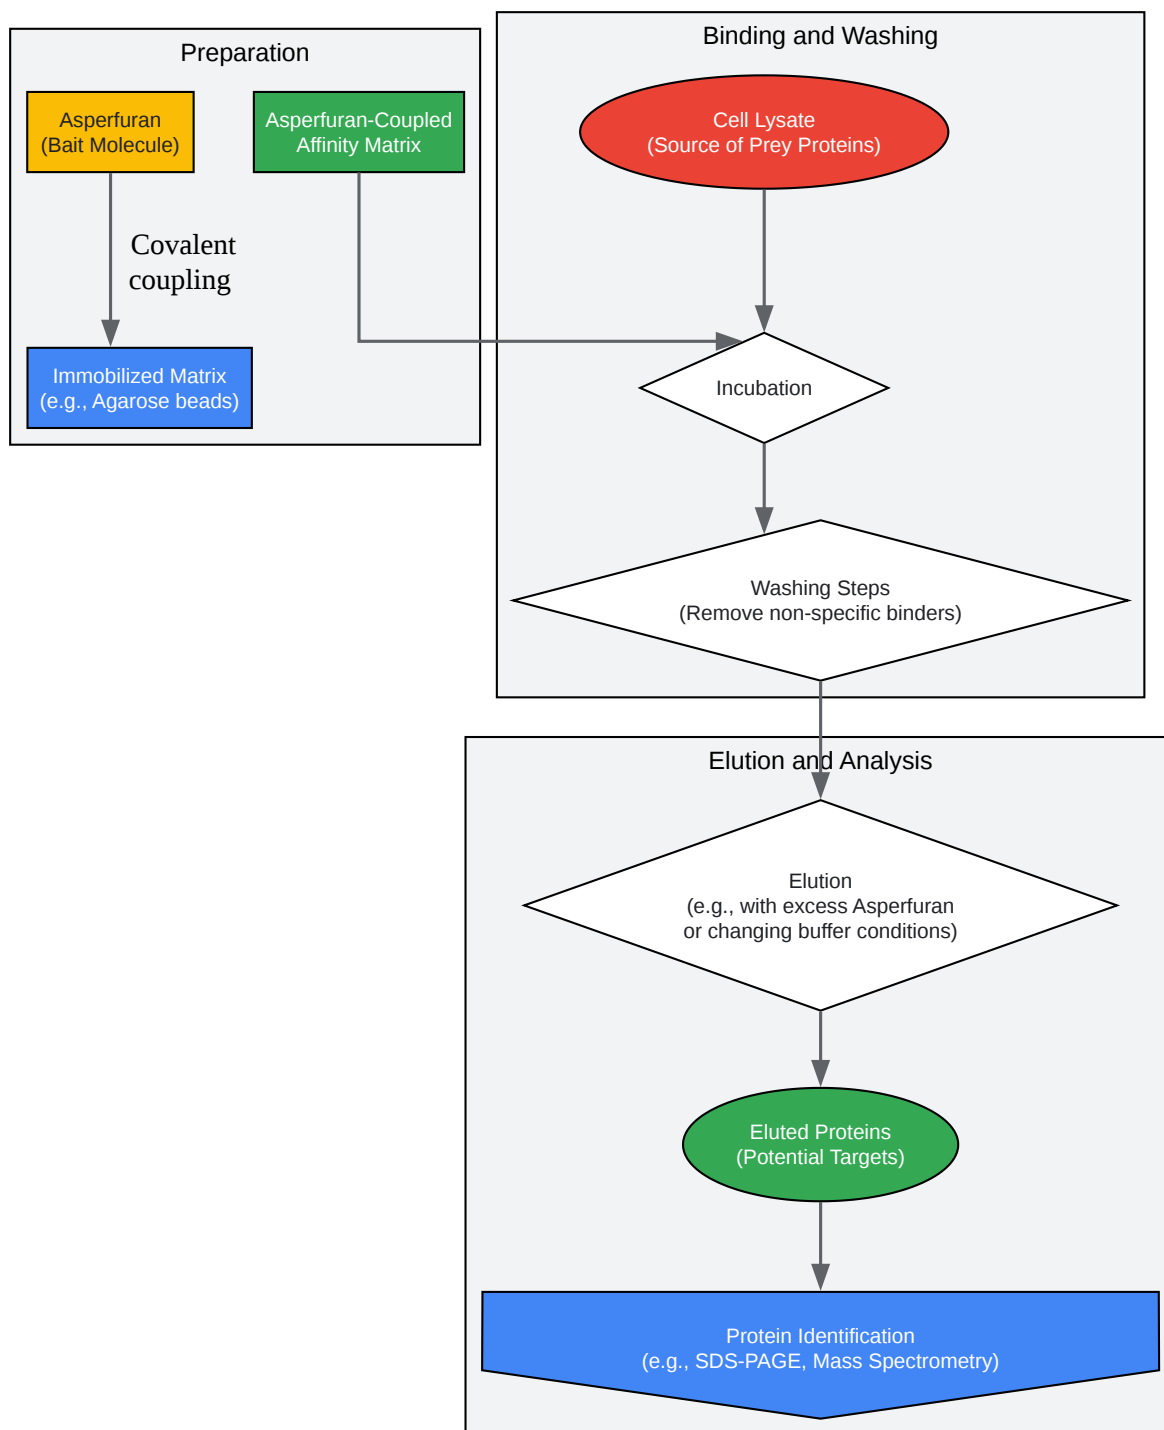 Preparation
Asperfuran
(Bait Molecule)
Asperfuran-Coupled
Affinity Matrix
Covalent
coupling
Immobilized Matrix
(e.g., Agarose beads)
Binding and Washing
Cell Lysate
(Source of Prey Proteins)
Incubation
Washing Steps
(Remove non-specific binders)
Elution and Analysis
Elution
(e.g., with excess Asperfuran
or changing buffer conditions)
Eluted Proteins
(Potential Targets)
Protein Identification
(e.g., SDS-PAGE, Mass Spectrometry)